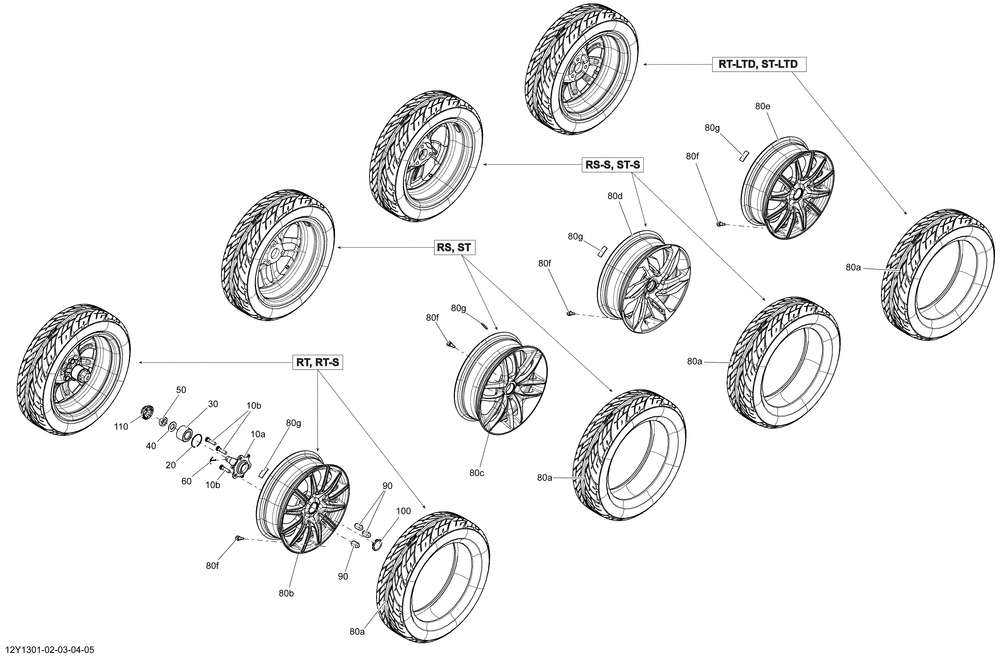 RT-LTD, ST-LTD
80e
80g
80f
RS-S, ST-S
80d
80g
80f
80a
RS, ST
80g
80f
80a
80c
RT, RT-S
50
30
10b
110
40
10a
80g
20
60
10b
80a
90
100
80f
90
80b
80a
12Y1301-02-03-04-05